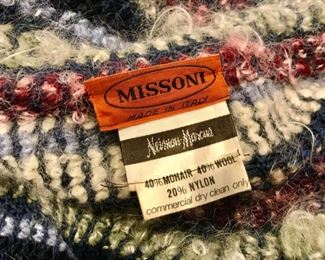 MISSONI
MADE IN ITALY
Neiman-Marcus
40% MOHAIR 40% WOOL
20% NYLON
commercial dry clean only